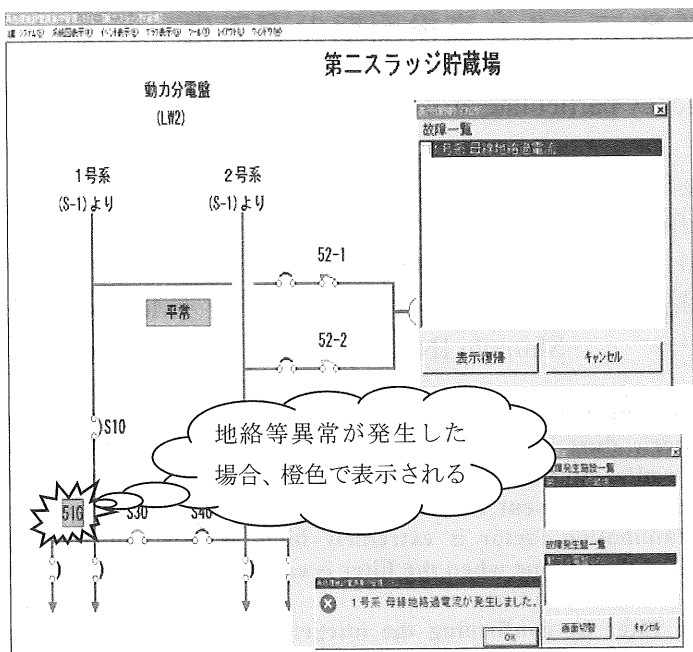 第二スラッジ貯蔵場
動力分電盤
(LW2)
1号系
(S-1)より
2号系
(S-1)より
52-1
52-2
平常
S10
51G
S30
S40
地絡等異常が発生した
場合、橙色で表示される
故障一覧
1号系 母線地絡過電流
表示復帰
キャンセル
故障発生施設一覧
故障発生盤一覧
画面切替
キャンセル
1号系 母線地絡過電流が発生しました。
OK